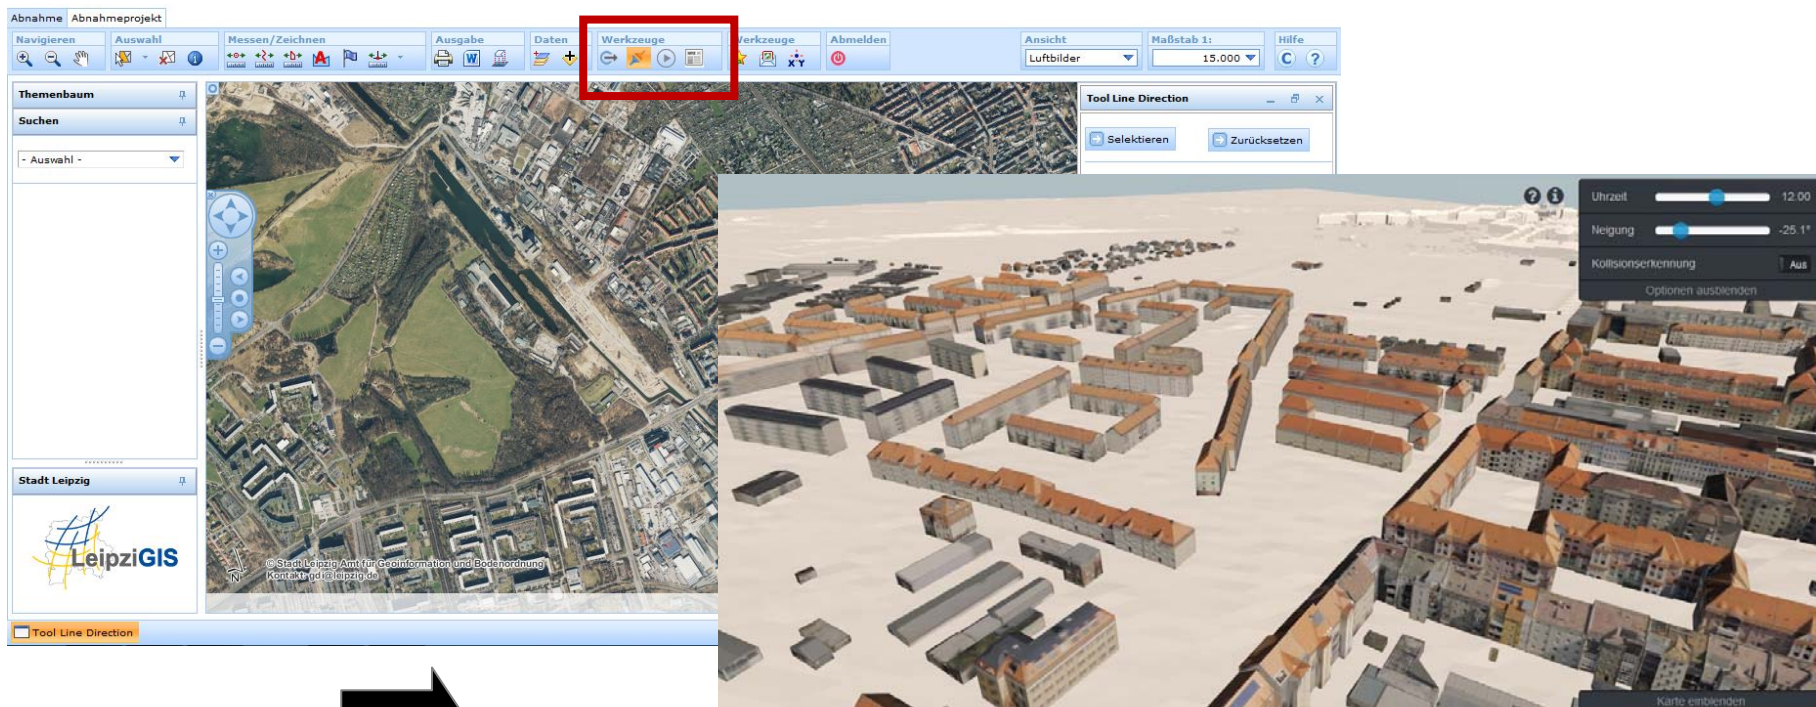 Abnahme Abnahmeprojekt
Navigieren Auswahl Messen/Zeichnen Ausgabe Daten Werkzeuge Werkzeuge Abmelden Ansicht Maßstab 1: Hilfe
Luftbilder 15.000
Themenbaum
Suchen
- Auswahl -
Stadt Leipzig
LeipziGIS
N
© Stadt Leipzig Amt für Geoinformation und Bodenordnung
Kontakt: gdi@leipzig.de
Tool Line Direction
Tool Line Direction
Selektieren Zurücksetzen
Uhrzeit 12.00
Neigung -25.1°
Kollisionserkennung Aus
Optionen ausblenden
Karte einblenden